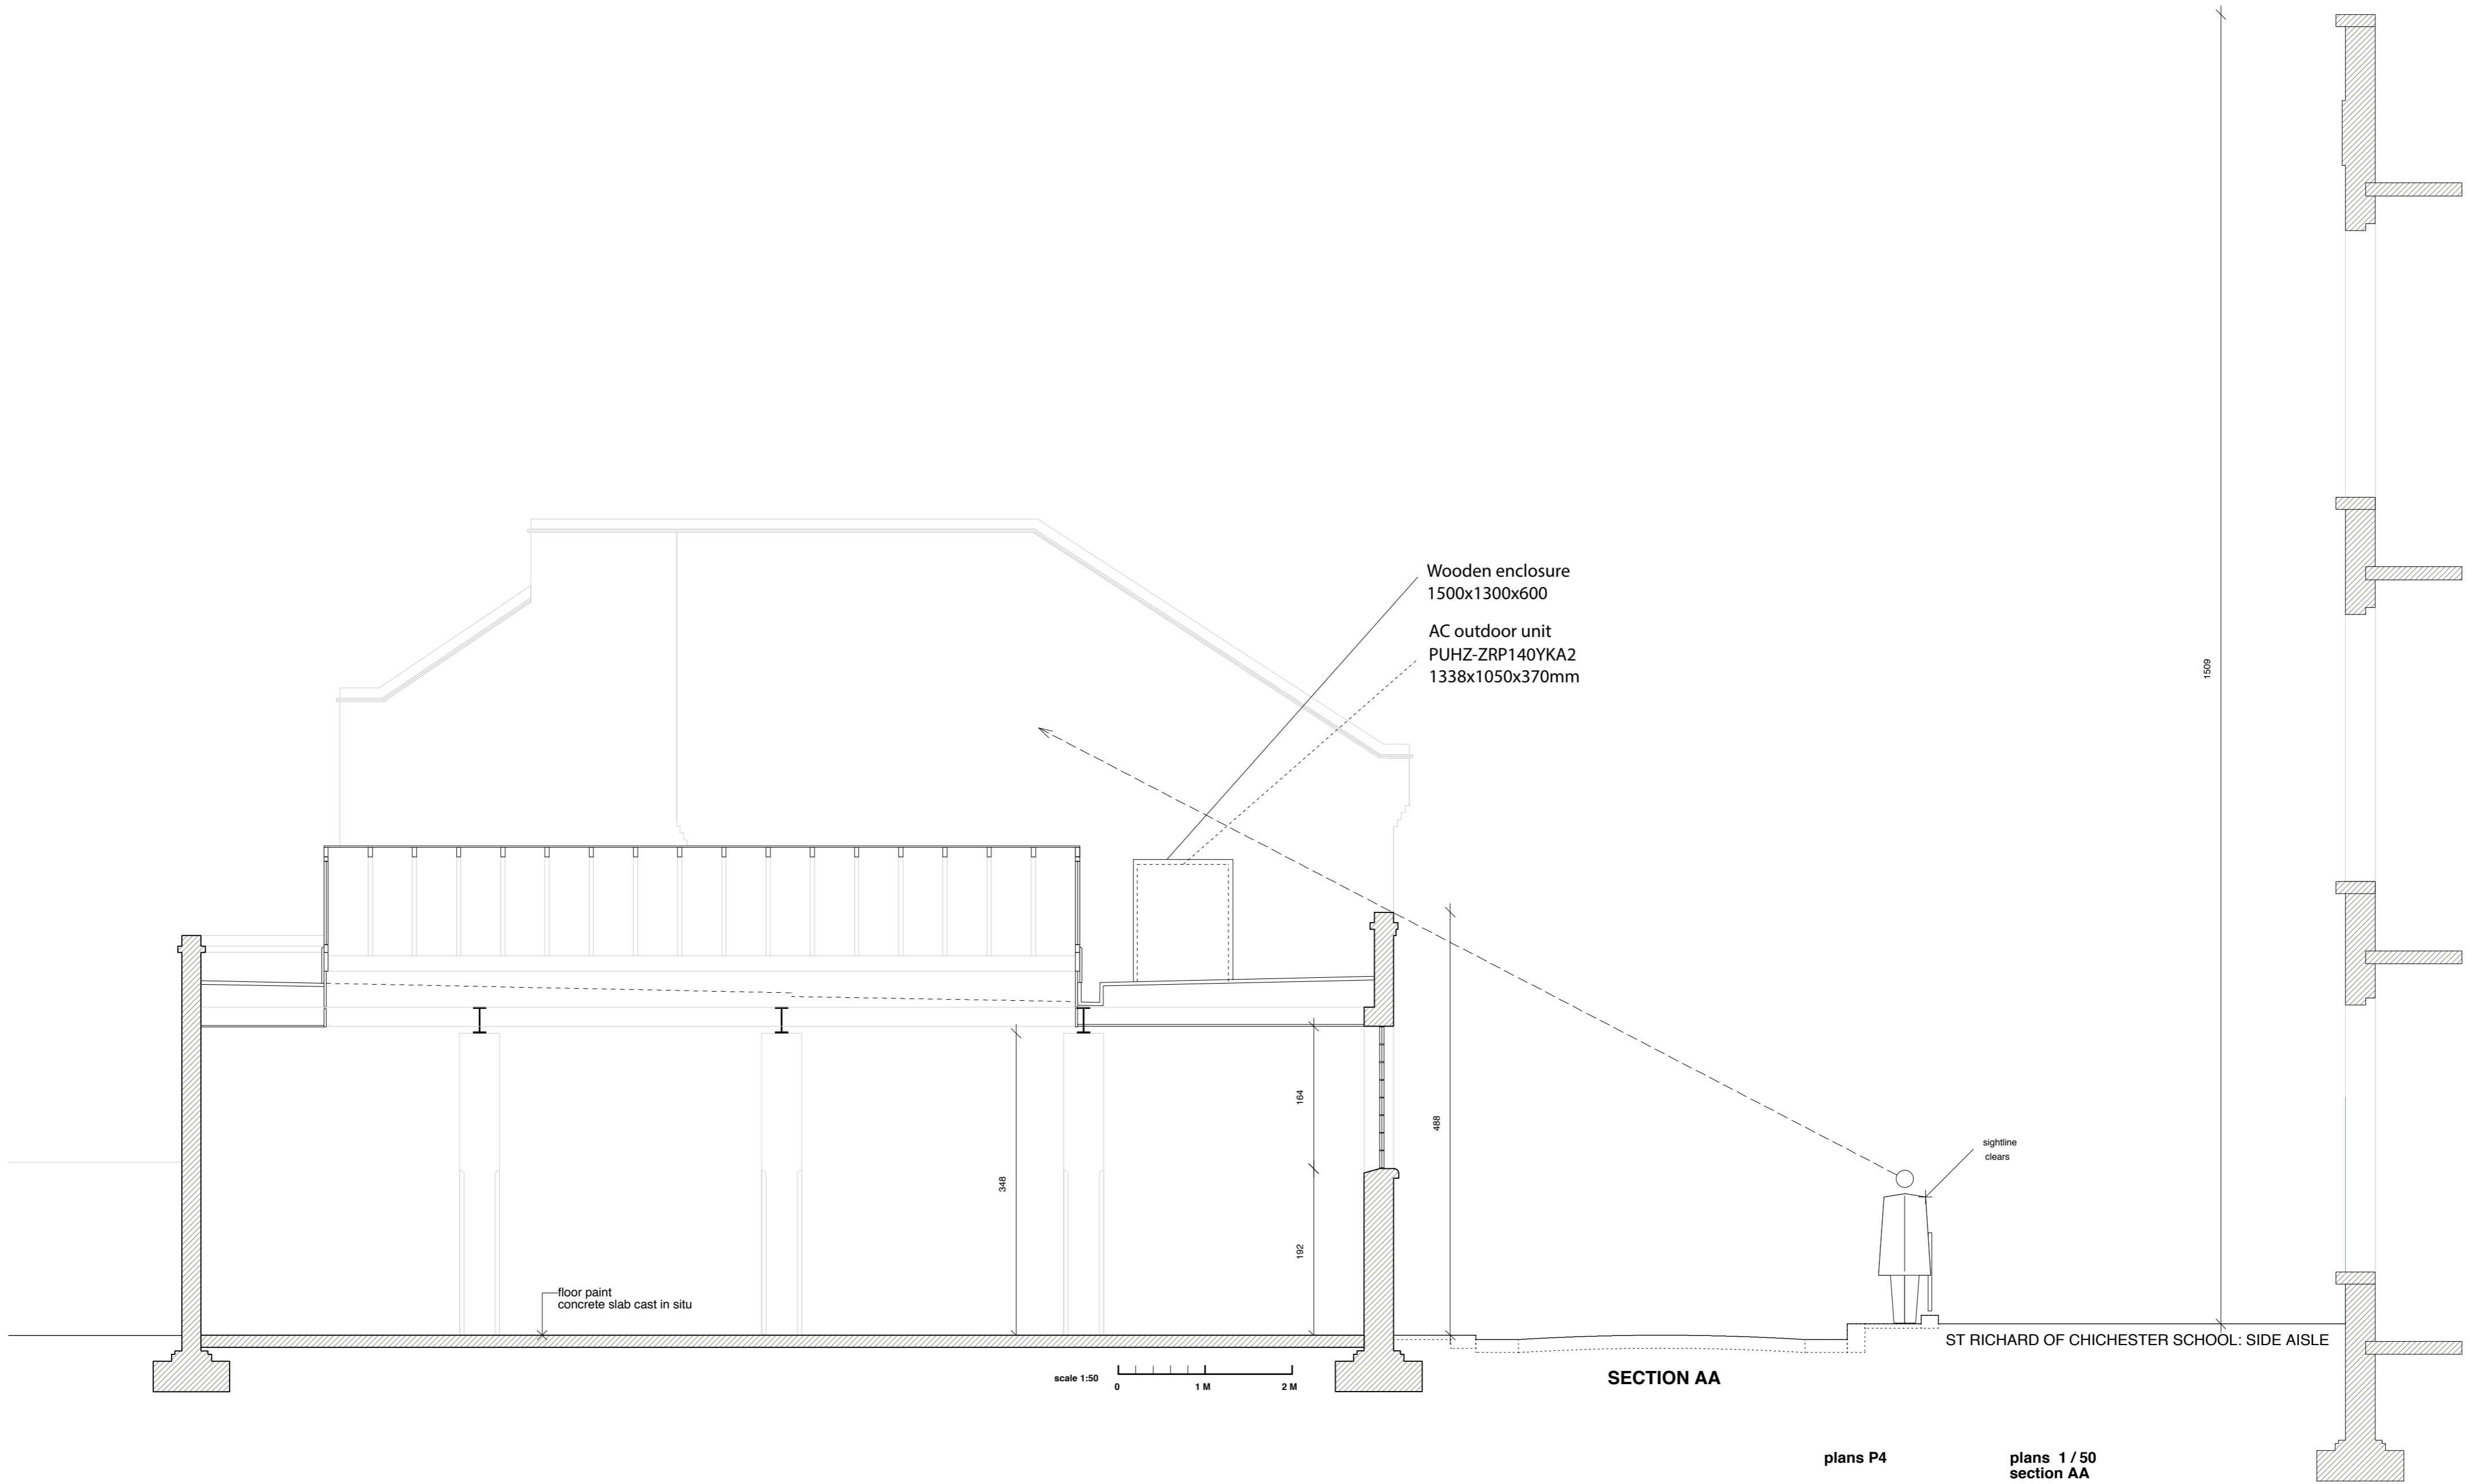 Wooden enclosure
1500x1300x600
AC outdoor unit
PUHZ-ZRP140YKA2
1338x1050x370mm
1509
164
488
348
192
sightline
clears
floor paint
concrete slab cast in situ
ST RICHARD OF CHICHESTER SCHOOL: SIDE AISLE
scale 1:50
0
1 M
2 M
SECTION AA
plans P4
plans 1 / 50
section AA